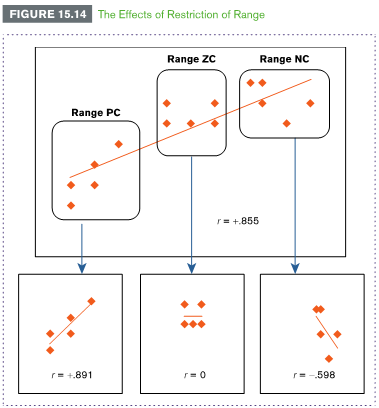 FIGURE 15.14 The Effects of Restriction of Range
Range ZC
Range NC
Range PC
r = +.855
r = +.891
r = 0
r = –.598